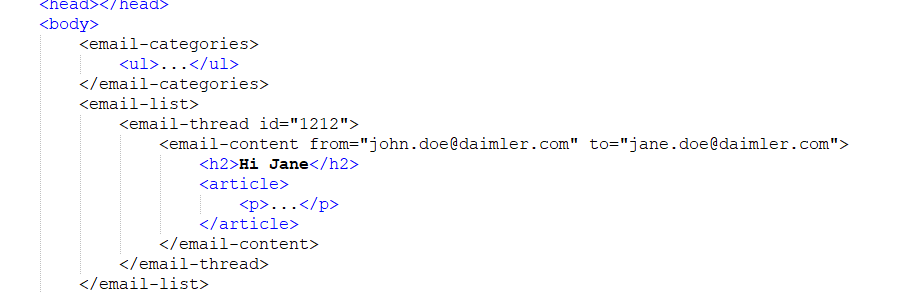 <head></head>
<body>
<email-categories>
<ul>...</ul>
</email-categories>
<email-list>
<email-thread id="1212">
<email-content from="john.doe@daimler.com" to="jane.doe@daimler.com">
<h2>Hi Jane</h2>
<article>
<p>...</p>
</article>
</email-content>
</email-thread>
</email-list>